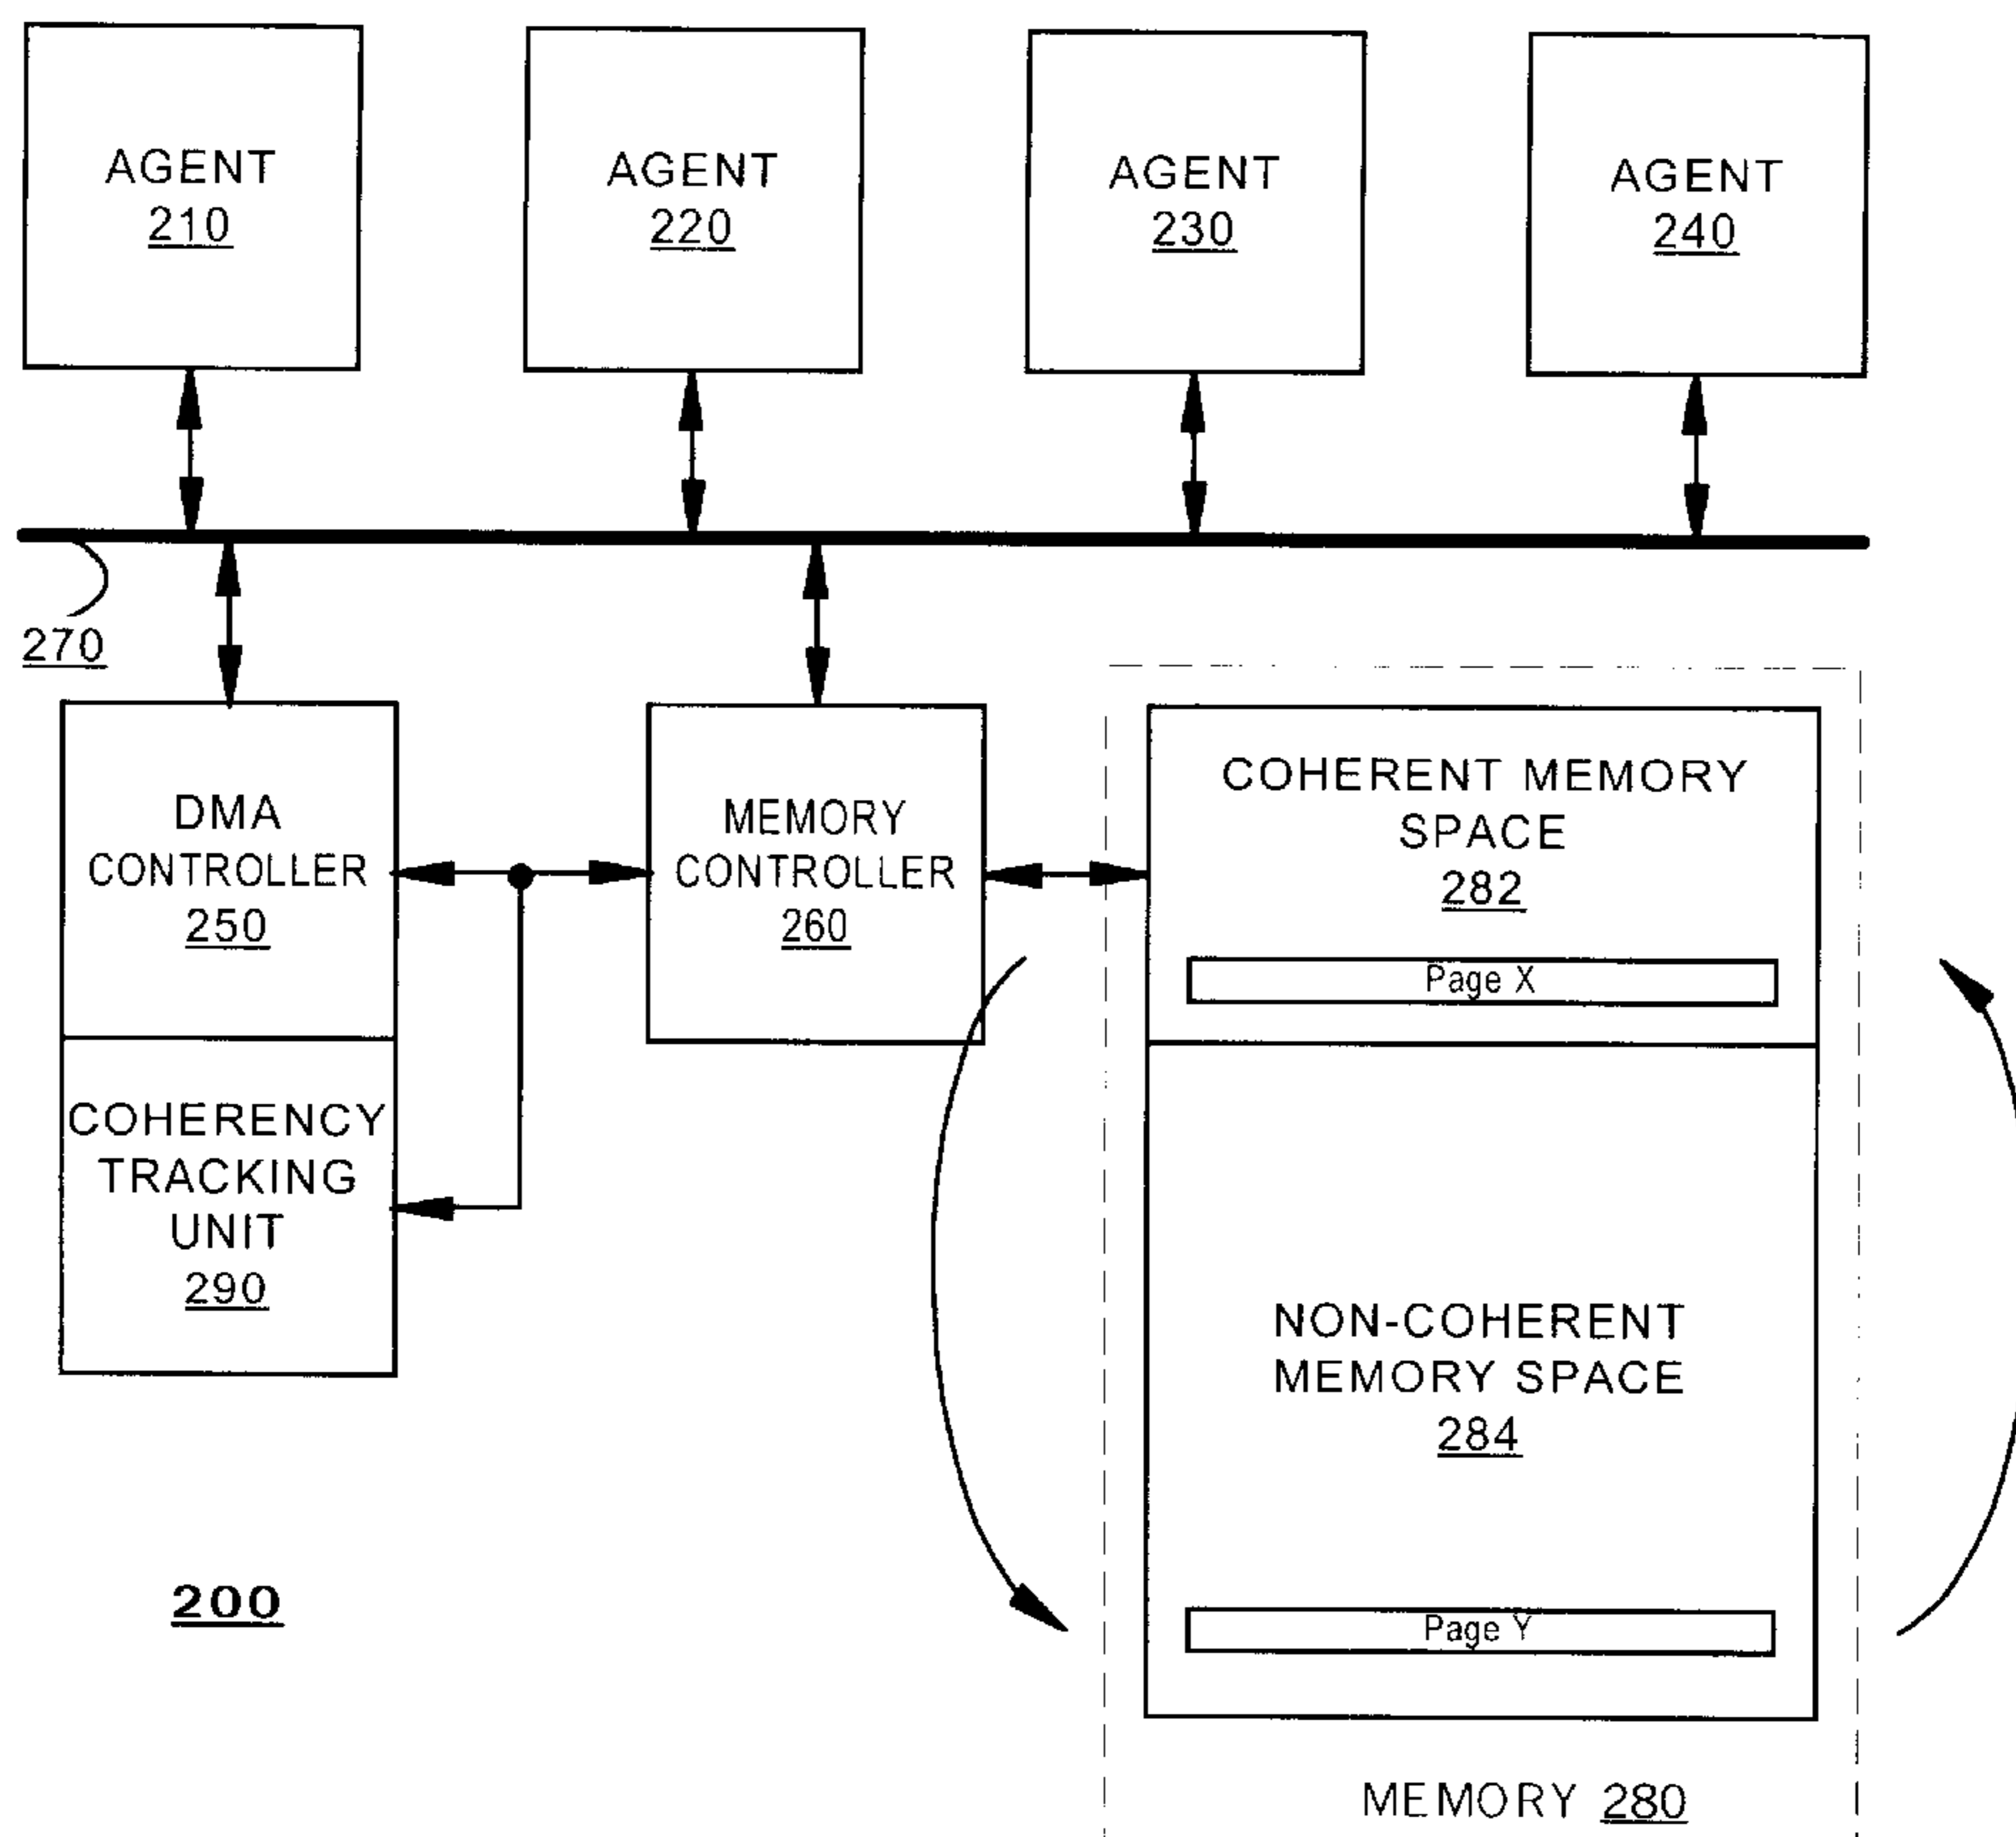 AGENT
210
AGENT
220
AGENT
230
AGENT
240
270
DMA
CONTROLLER
250
MEMORY
CONTROLLER
260
COHERENT MEMORY
SPACE
282
Page X
COHERENCY
TRACKING
UNIT
290
NON-COHERENT
MEMORY SPACE
284
Page Y
200
MEMORY 280